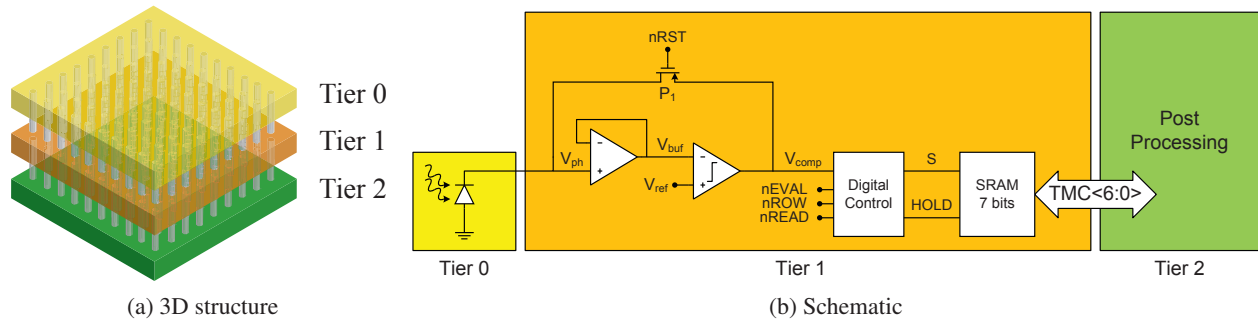 Tier 0
Tier 1
Tier 2
(a) 3D structure
nRST
P1
Vph
-
+
Vbuf
Vref
-
+
Vcomp
nEVAL
nROW
nREAD
Digital
Control
S
HOLD
SRAM
7 bits
TMC<6:0>
Post
Processing
Tier 0
Tier 1
Tier 2
(b) Schematic